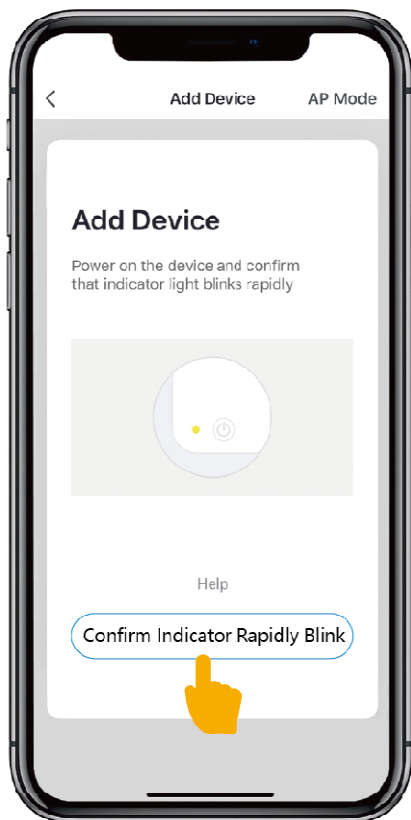 Add Device AP Mode
Add Device
Power on the device and confirm
that indicator light blinks rapidly
Help
Confirm Indicator Rapidly Blink